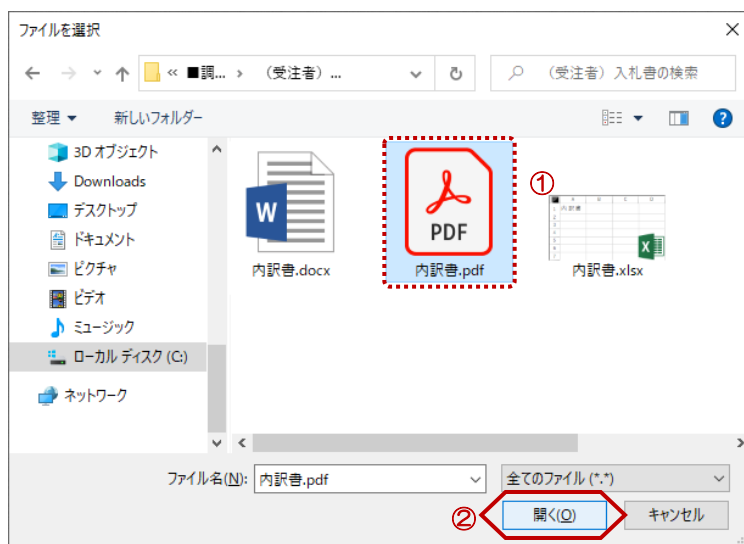 ファイルを選択
« ■調... › （受注者）... （受注者）入札書の検索
整理 新しいフォルダー
3D オブジェクト
Downloads
デスクトップ
ドキュメント
ピクチャ
ビデオ
ミュージック
ローカル ディスク (C:)
ネットワーク
W
内訳書.docx
PDF
内訳書.pdf
①
内訳書
X
内訳書.xlsx
ファイル名(N): 内訳書.pdf 全てのファイル (*.*)
② 開く(O) キャンセル